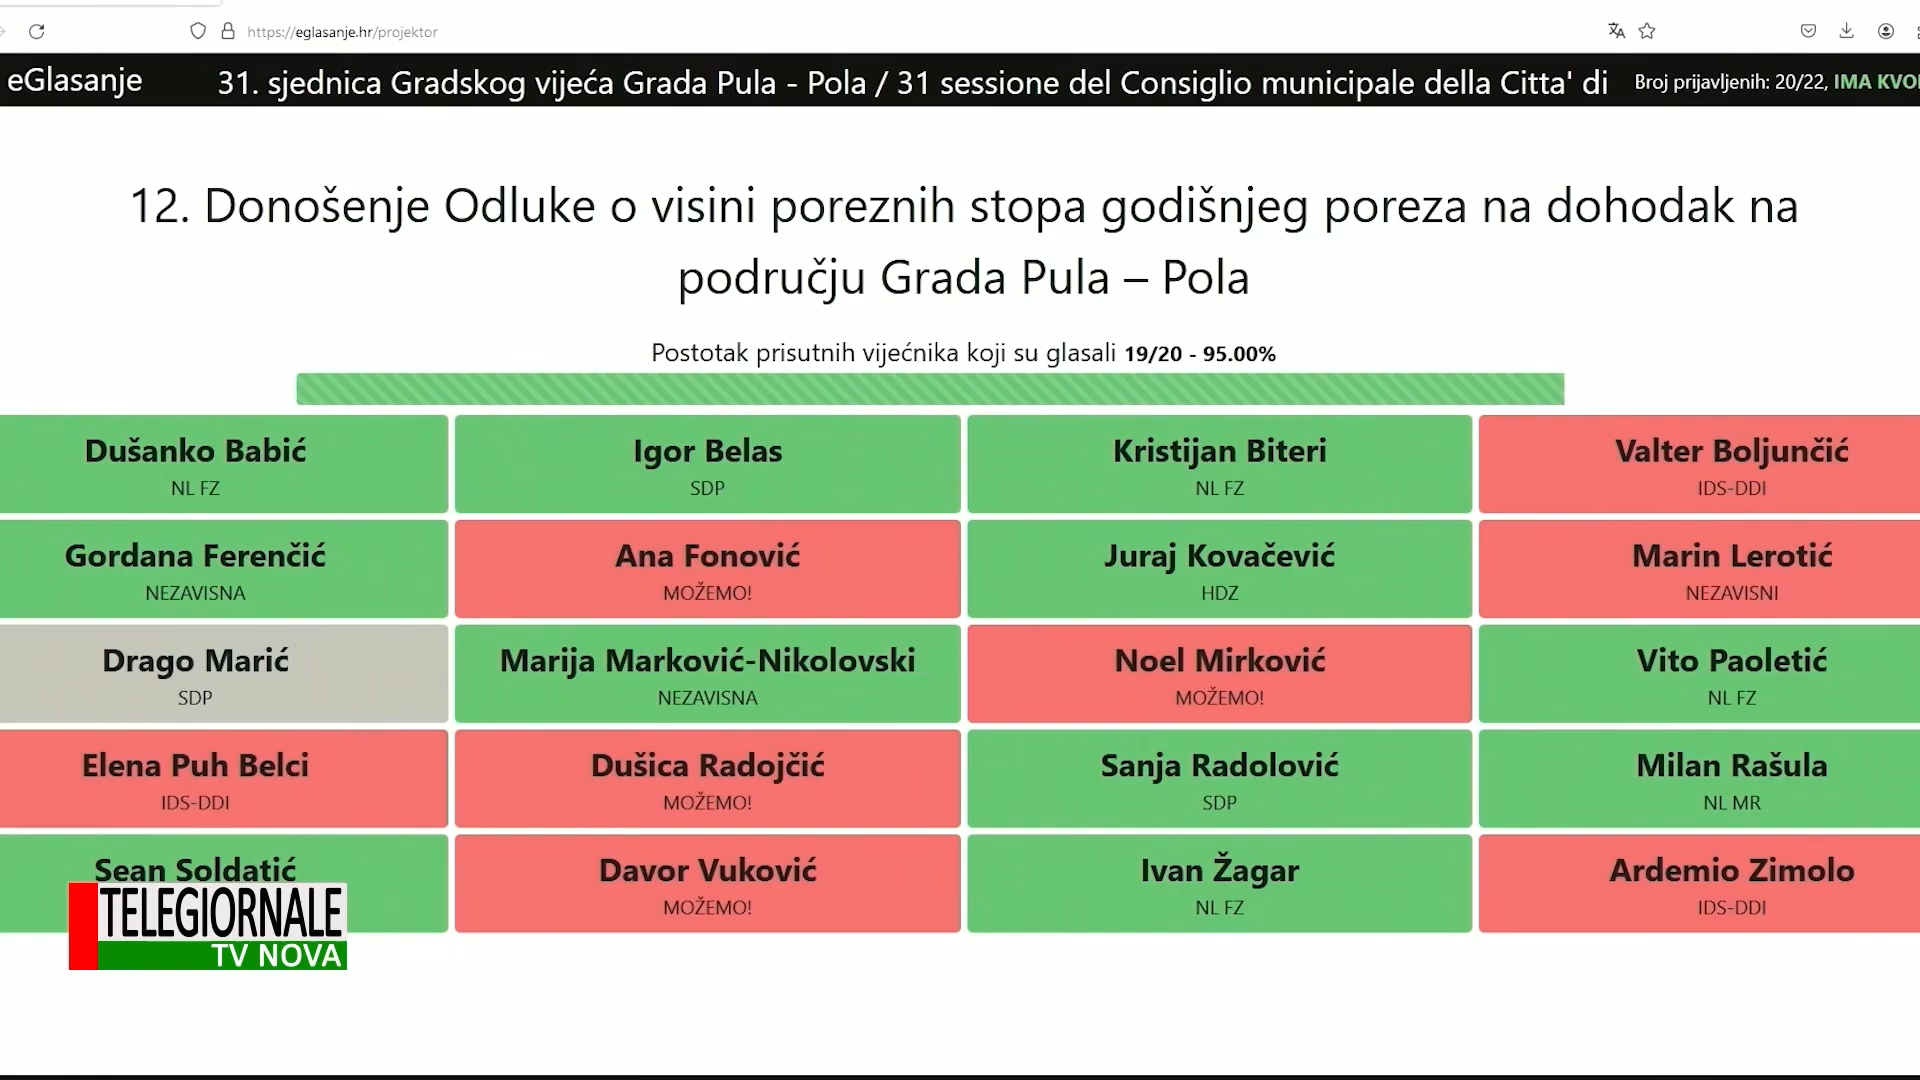 https://eglasanje.hr/projektor
eGlasanje 31. sjednica Gradskog vijeća Grada Pula - Pola / 31 sessione del Consiglio municipale della Citta' di Broj prijavljenih: 20/22, IMA
12. Donošenje Odluke o visini poreznih stopa godišnjeg poreza na dohodak na
području Grada Pula – Pola
Postotak prisutnih vijećnika koji su glasali 19/20 - 95.00%
Dušanko Babić Igor Belas Kristijan Biteri Valter Boljunčić
NL FZ SDP NL FZ IDS-DDI
Gordana Ferenčić Ana Fonović Juraj Kovačević Marin Lerotić
NEZAVISNA MOŽEMO! HDZ NEZAVISNI
Drago Marić Marija Marković-Nikolovski Noel Mirković Vito Paoletić
SDP NEZAVISNA MOŽEMO! NL FZ
Elena Puh Belci Dušica Radojčić Sanja Radolović Milan Rašula
IDS-DDI MOŽEMO! SDP NL MR
Sean Soldatić Davor Vuković Ivan Žagar Ardemio Zimolo
MOŽEMO! NL FZ IDS-DDI
TELEGIORNALE
TV NOVA